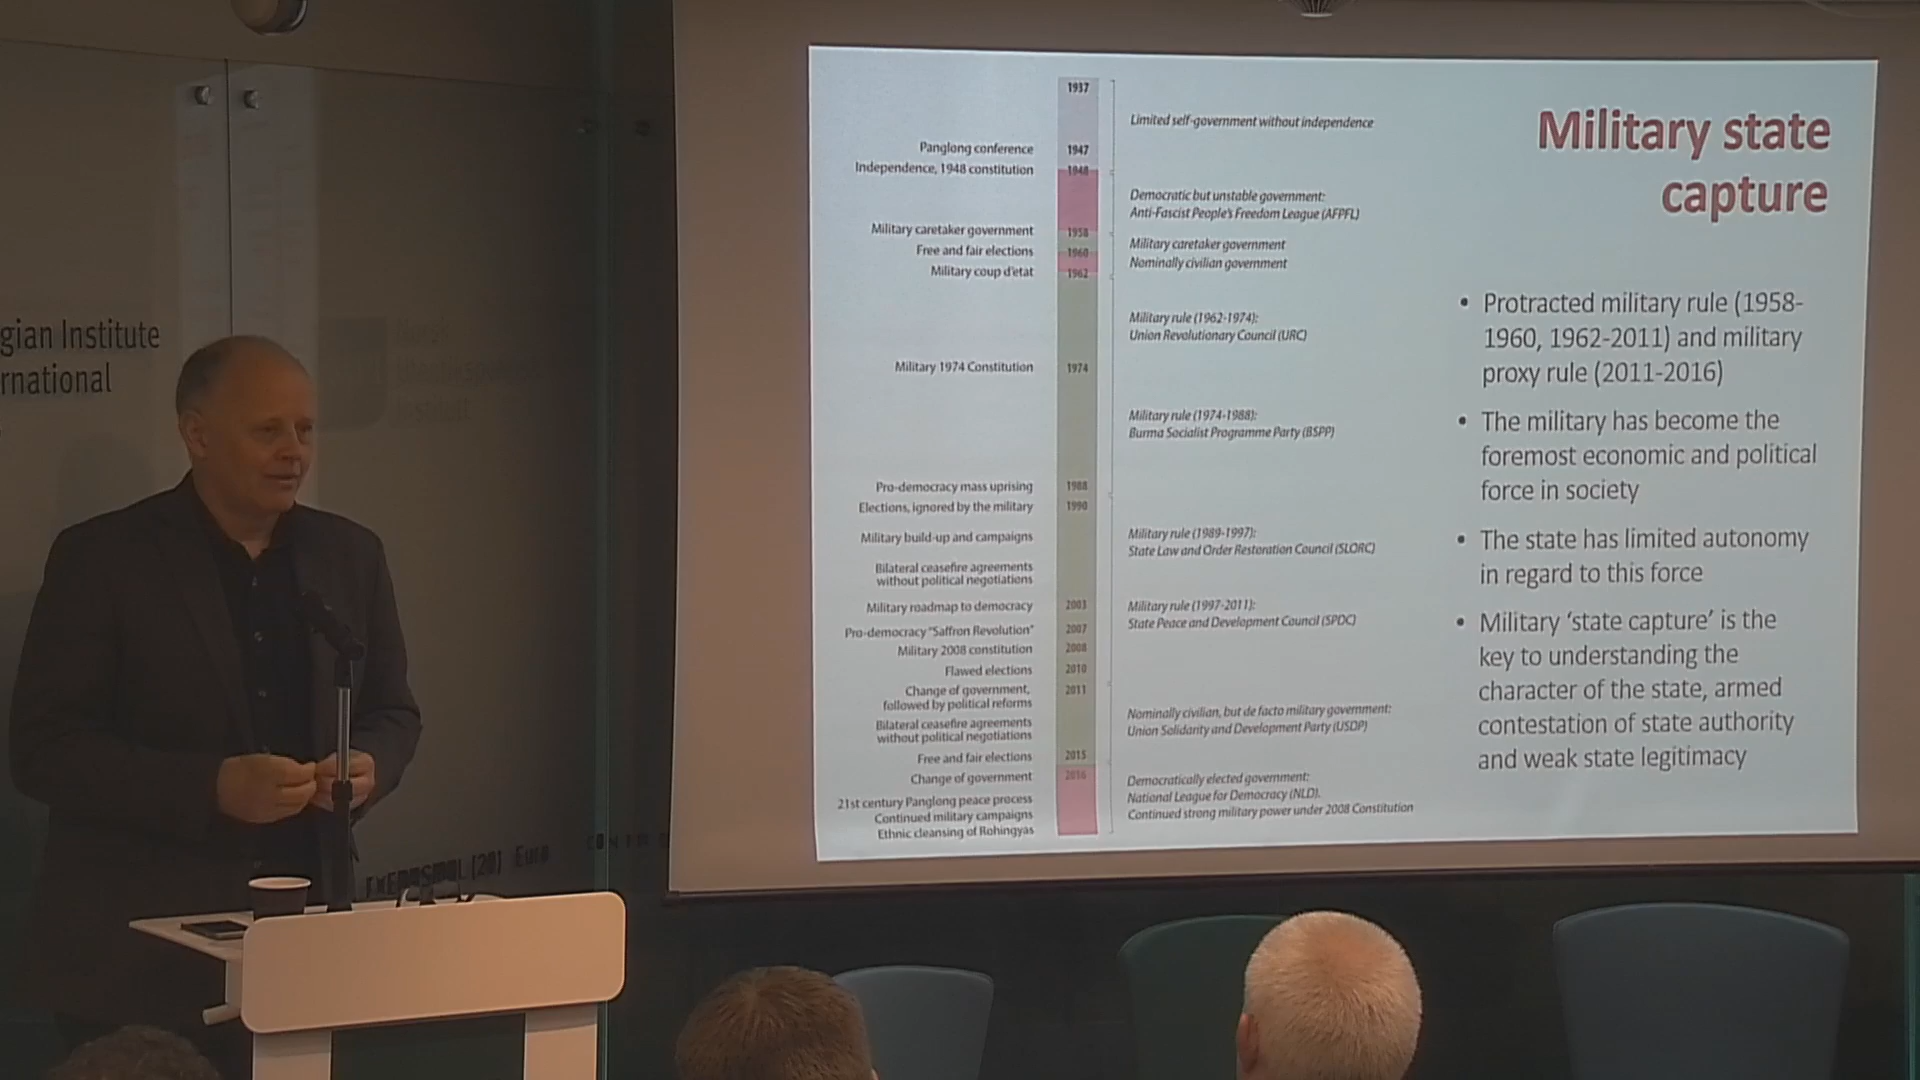 gian Institute
rnational
Military state
capture
1937
Limited self-government without independence
Panglong conference 1947
Independence, 1948 constitution 1948
Democratic but unstable government:
Anti-Fascist People's Freedom League (AFPFL)
Military caretaker government 1958
Military caretaker government
Free and fair elections 1960
Nominally civilian government
Military coup d'etat 1962
Military rule (1962-1974):
Union Revolutionary Council (URC)
Military 1974 Constitution 1974
Military rule (1974-1988):
Burma Socialist Programme Party (BSPP)
Pro-democracy mass uprising 1988
Elections, ignored by the military 1990
Military build-up and campaigns
Military rule (1989-1997):
State Law and Order Restoration Council (SLORC)
Bilateral ceasefire agreements
without political negotiations
Military roadmap to democracy 2003
Military rule (1997-2011):
State Peace and Development Council (SPDC)
Pro-democracy "Saffron Revolution" 2007
Military 2008 constitution 2008
Flawed elections 2010
Change of government, 2011
followed by political reforms
Bilateral ceasefire agreements
without political negotiations
Nominally civilian, but de facto military government:
Union Solidarity and Development Party (USDP)
Free and fair elections 2015
Change of government 2016
Democratically elected government:
National League for Democracy (NLD).
Continued strong military power under 2008 Constitution
21st century Panglong peace process
Continued military campaigns
Ethnic cleansing of Rohingyas
• Protracted military rule (1958-
1960, 1962-2011) and military
proxy rule (2011-2016)
• The military has become the
foremost economic and political
force in society
• The state has limited autonomy
in regard to this force
• Military 'state capture' is the
key to understanding the
character of the state, armed
contestation of state authority
and weak state legitimacy